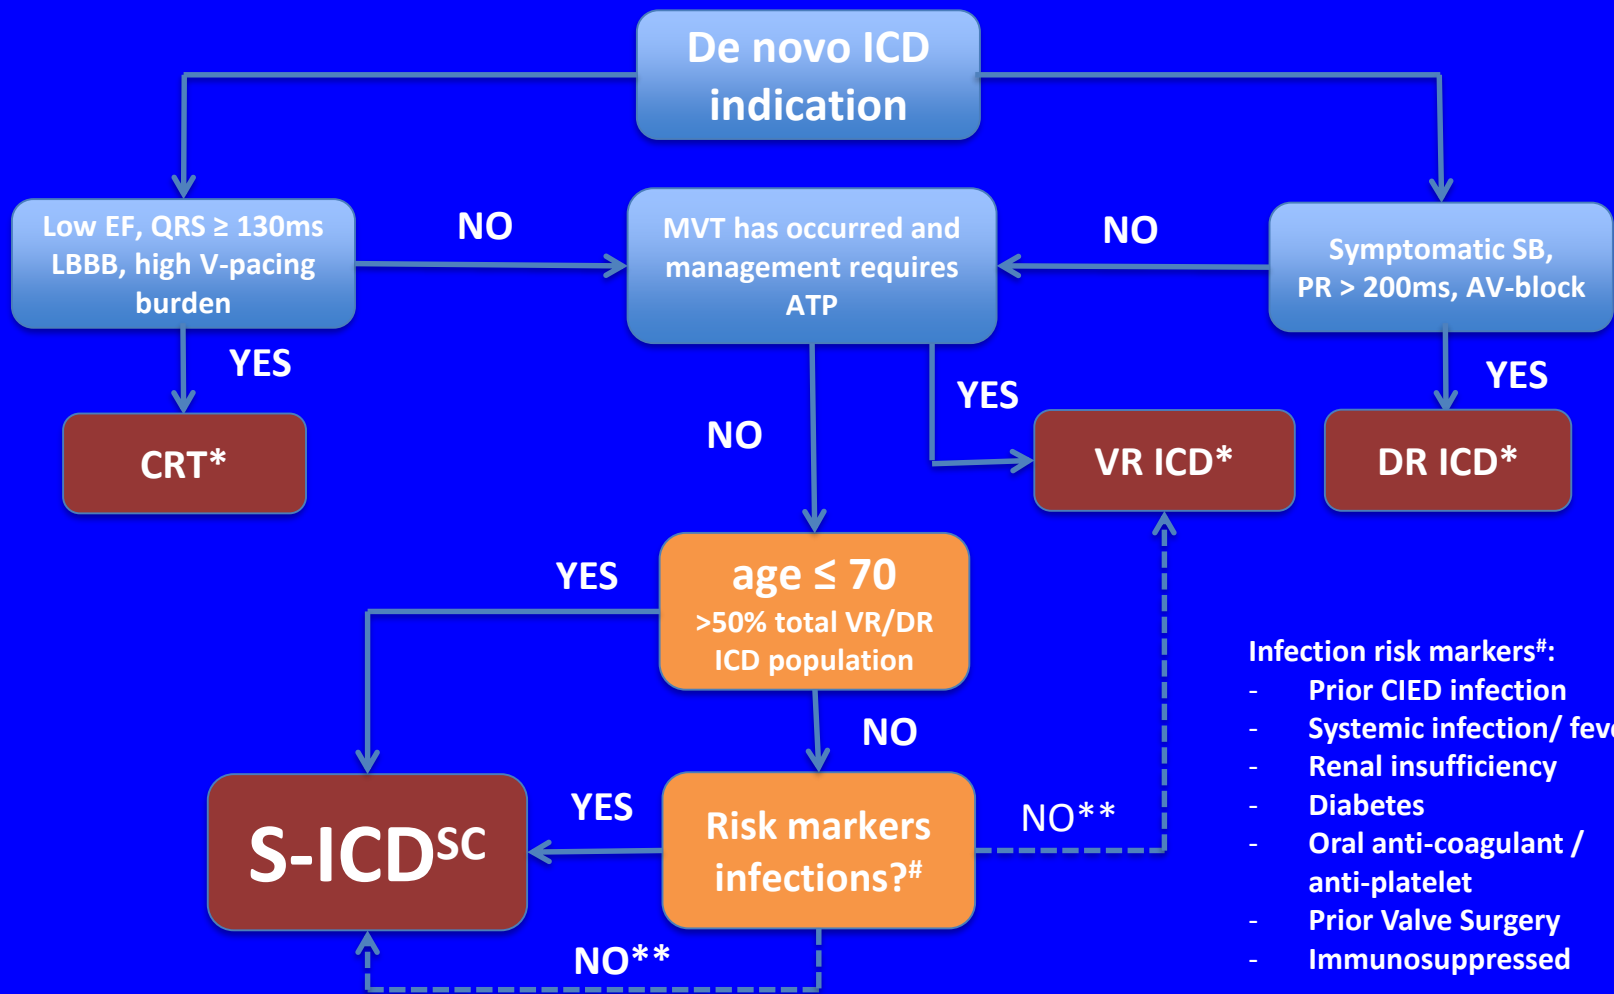 De novo ICD
indication
Low EF, QRS ≥ 130ms
LBBB, high V-pacing
burden
NO
MVT has occurred and
management requires
ATP
NO
Symptomatic SB,
PR > 200ms, AV-block
YES
YES
YES
NO
CRT*
VR ICD*
DR ICD*
YES
age ≤ 70
>50% total VR/DR
ICD population
NO
S-ICDSC
YES
Risk markers
infections?#
NO**
NO**
Infection risk markers#:
- Prior CIED infection
- Systemic infection/ feve
- Renal insufficiency
- Diabetes
- Oral anti-coagulant /
anti-platelet
- Prior Valve Surgery
- Immunosuppressed